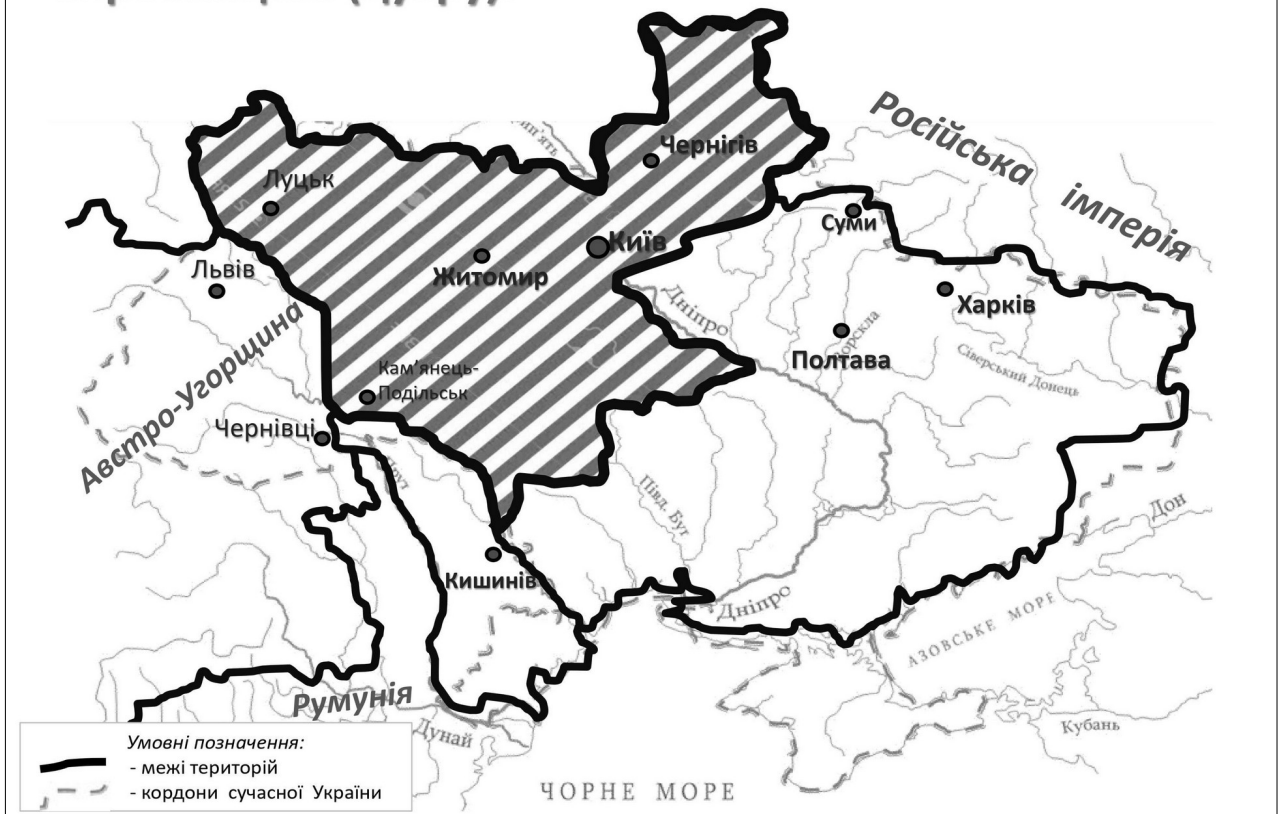 Російська імперія
Чернігів
Луцьк
Суми
Київ
Львів
Житомир
Харків
Дніпро
Полтава
Ворскла
Сіверський Донець
Кам'янець-
Подільськ
Австро-Угорщина
Чернівці
Прут
Півд. Буг
Дон
Кишинів
Дніпро
АЗОВСЬКЕ МОРЕ
Румунія
Дунай
Кубань
Умовні позначення:
- межі територій
- кордони сучасної України
ЧОРНЕ МОРЕ